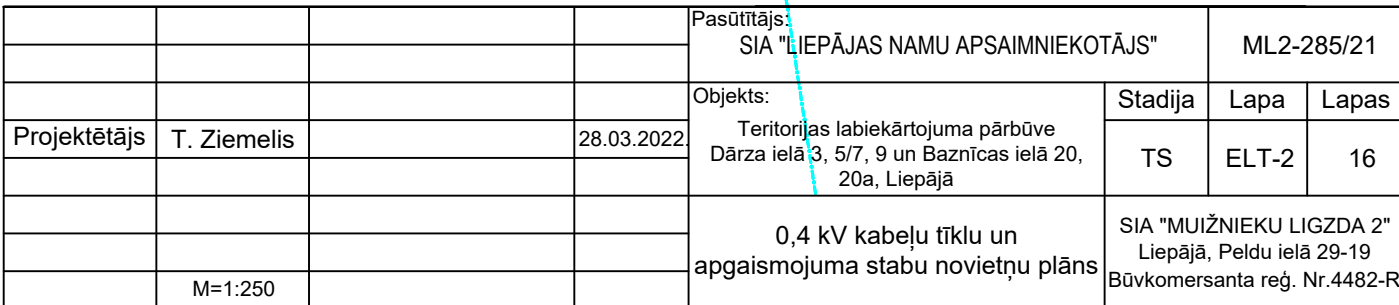 Pasūtītājs:
SIA "LIEPĀJAS NAMU APSAIMNIEKOTĀJS"
ML2-285/21
Objekts:
Stadija
Lapa
Lapas
Projektētājs
T. Ziemelis
28.03.2022.
Teritorijas labiekārtojuma pārbūve
Dārza ielā 3, 5/7, 9 un Baznīcas ielā 20,
20a, Liepājā
TS
ELT-2
16
0,4 kV kabeļu tīklu un
apgaismojuma stabu novietņu plāns
SIA "MUIŽNIEKU LIGZDA 2"
Liepājā, Peldu ielā 29-19
Būvkomersanta reģ. Nr.4482-R
M=1:250